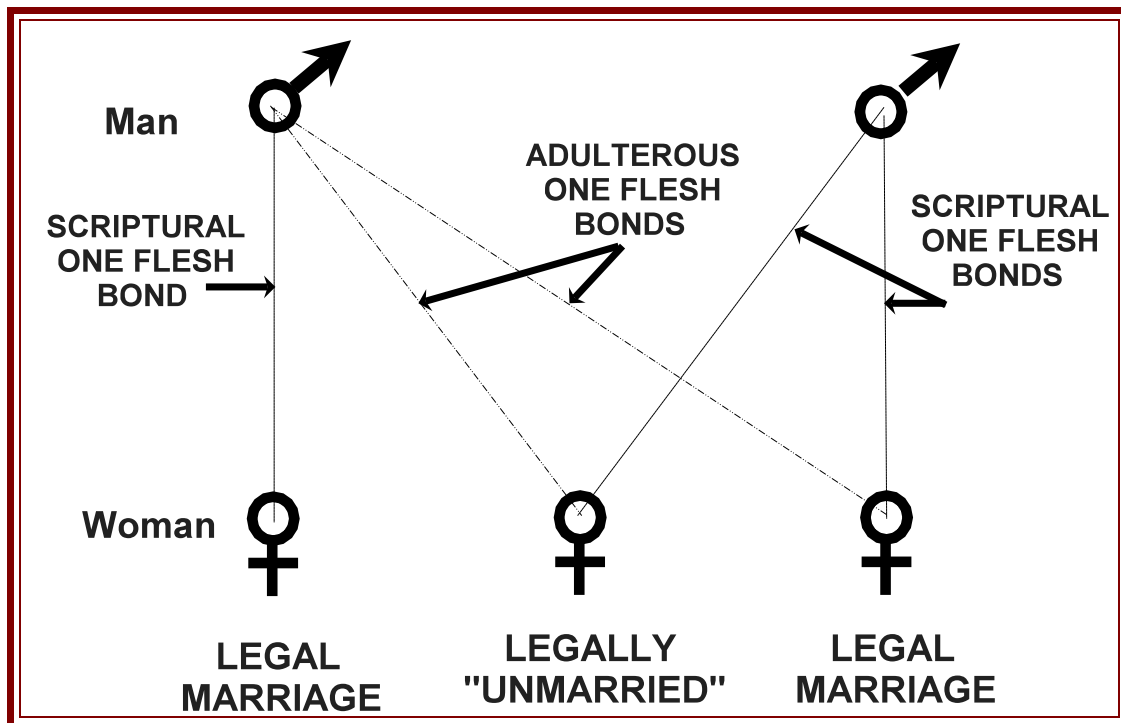 Man
SCRIPTURAL
ONE FLESH
BOND
ADULTEROUS
ONE FLESH
BONDS
SCRIPTURAL
ONE FLESH
BONDS
Woman
LEGAL
MARRIAGE
LEGALLY
"UNMARRIED"
LEGAL
MARRIAGE